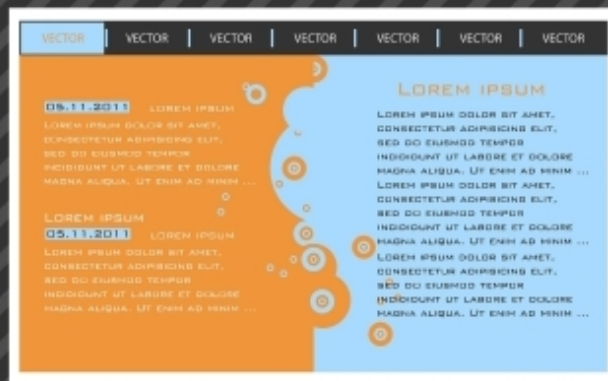 VECTOR VECTOR VECTOR VECTOR VECTOR VECTOR VECTOR
05.11.2011 LOREM IPSUM
LOREM IPSUM DOLOR SIT AMET,
CONSECTETUR ADIPISICING ELIT,
SED DO EIUSMOD TEMPOR
INCIDIDUNT UT LABORE ET DOLORE
MAGNA ALIQUA. UT ENIM AD MINIM ...
LOREM IPSUM
05.11.2011 LOREM IPSUM
LOREM IPSUM DOLOR SIT AMET,
CONSECTETUR ADIPISICING ELIT,
SED DO EIUSMOD TEMPOR
INCIDIDUNT UT LABORE ET DOLORE
MAGNA ALIQUA. UT ENIM AD MINIM ...
LOREM IPSUM
LOREM IPSUM DOLOR SIT AMET,
CONSECTETUR ADIPISICING ELIT,
SED DO EIUSMOD TEMPOR
INCIDIDUNT UT LABORE ET DOLORE
MAGNA ALIQUA. UT ENIM AD MINIM ...
LOREM IPSUM DOLOR SIT AMET,
CONSECTETUR ADIPISICING ELIT,
SED DO EIUSMOD TEMPOR
INCIDIDUNT UT LABORE ET DOLORE
MAGNA ALIQUA. UT ENIM AD MINIM ...
LOREM IPSUM DOLOR SIT AMET,
CONSECTETUR ADIPISICING ELIT,
SED DO EIUSMOD TEMPOR
INCIDIDUNT UT LABORE ET DOLORE
MAGNA ALIQUA. UT ENIM AD MINIM ...